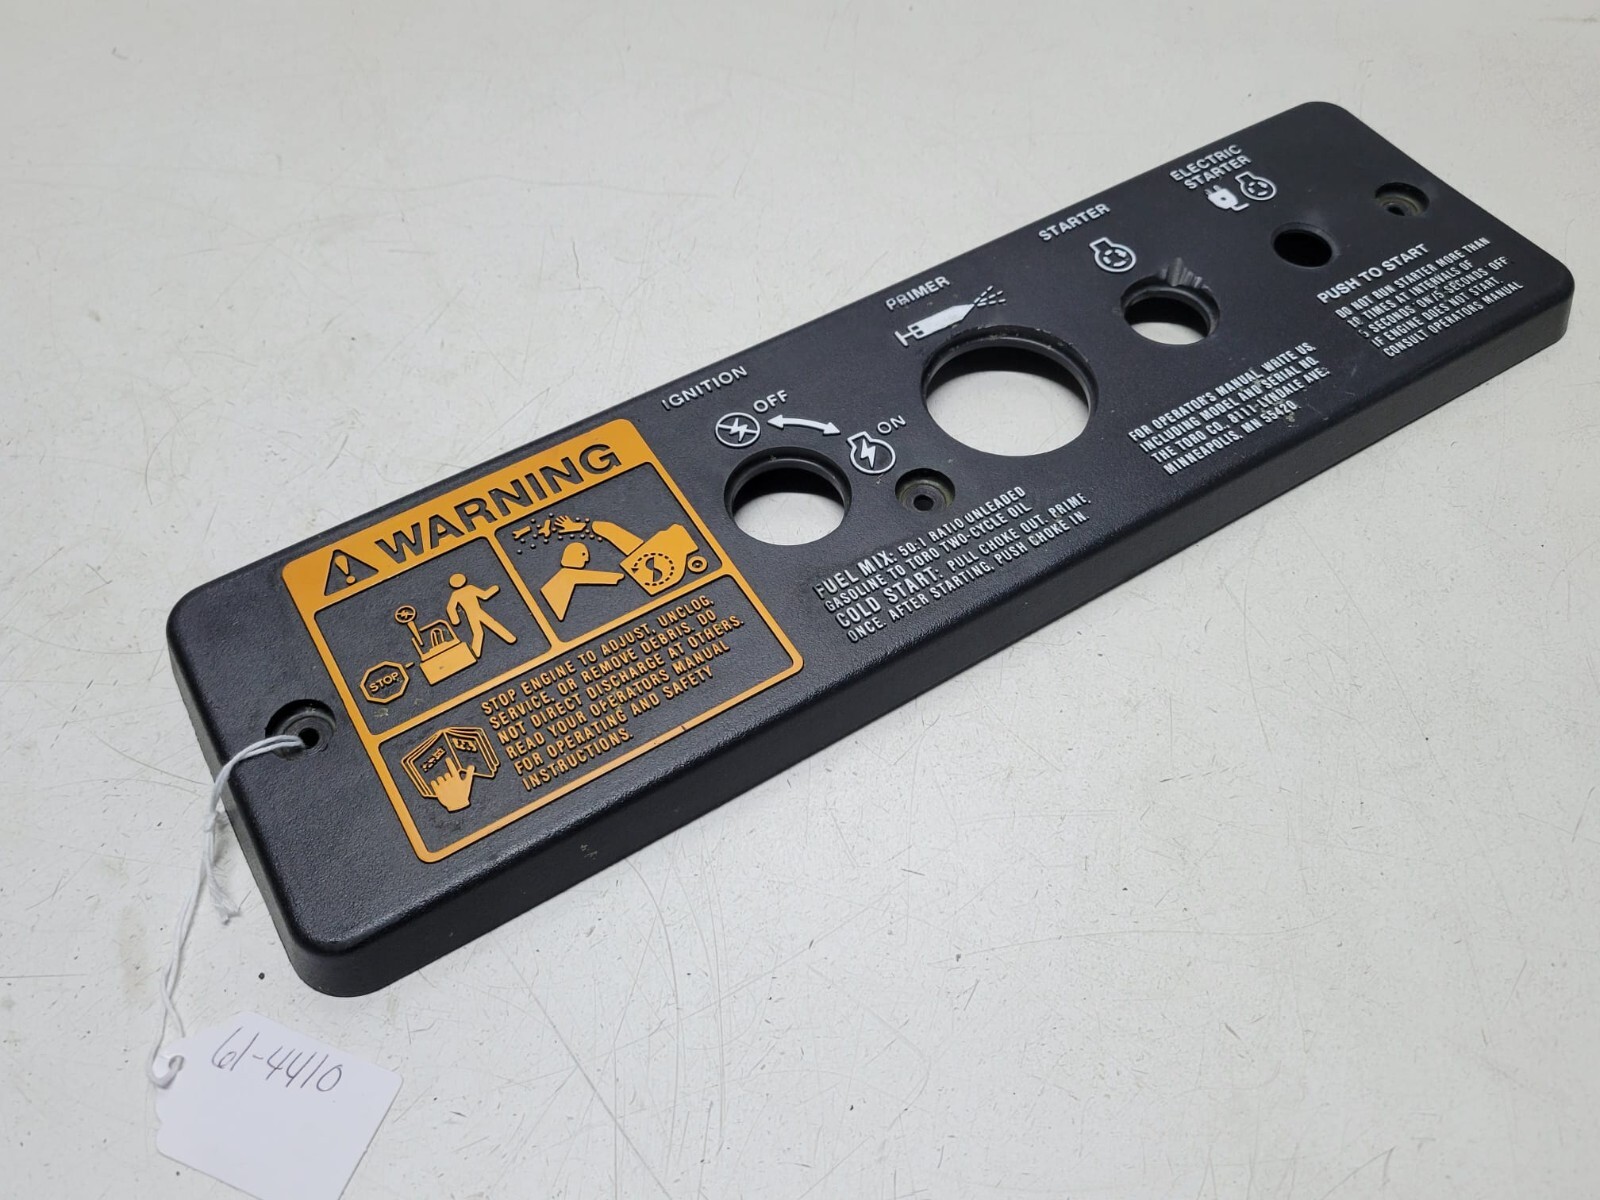 WARNING
STOP
STOP ENGINE TO ADJUST, UNCLOG,
SERVICE, OR REMOVE DEBRIS. DO
NOT DIRECT DISCHARGE AT OTHERS.
READ YOUR OPERATORS MANUAL
FOR OPERATING AND SAFETY
INSTRUCTIONS.
IGNITION
OFF
ON
PRIMER
STARTER
ELECTRIC
STARTER
FUEL MIX: 50:1 RATIO UNLEADED
GASOLINE TO TORO TWO-CYCLE OIL
COLD START: PULL CHOKE OUT. PRIME
ONCE. AFTER STARTING, PUSH CHOKE IN.
FOR OPERATOR'S MANUAL WRITE US,
INCLUDING MODEL AND SERIAL NO.
THE TORO CO., 8111-LYNDALE AVE.
MINNEAPOLIS, MN 55420.
PUSH TO START
DO NOT RUN STARTER MORE THAN
10 TIMES AT INTERVALS OF
5 SECONDS ON/5 SECONDS OFF
IF ENGINE DOES NOT START
CONSULT OPERATORS MANUAL
61-4410